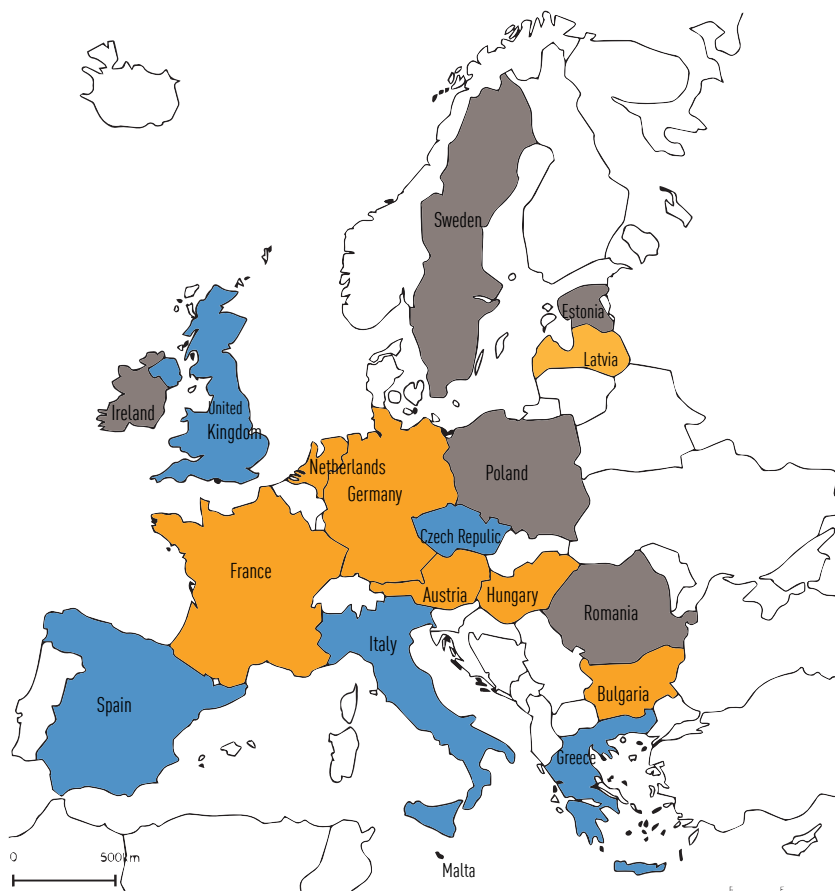 Sweden
Estonia
Latvia
Ireland
United
Kingdom
Netherlands
Germany
Poland
Czech Repulic
France
Austria
Hungary
Romania
Italy
Bulgaria
Spain
Greece
0
500km
Malta